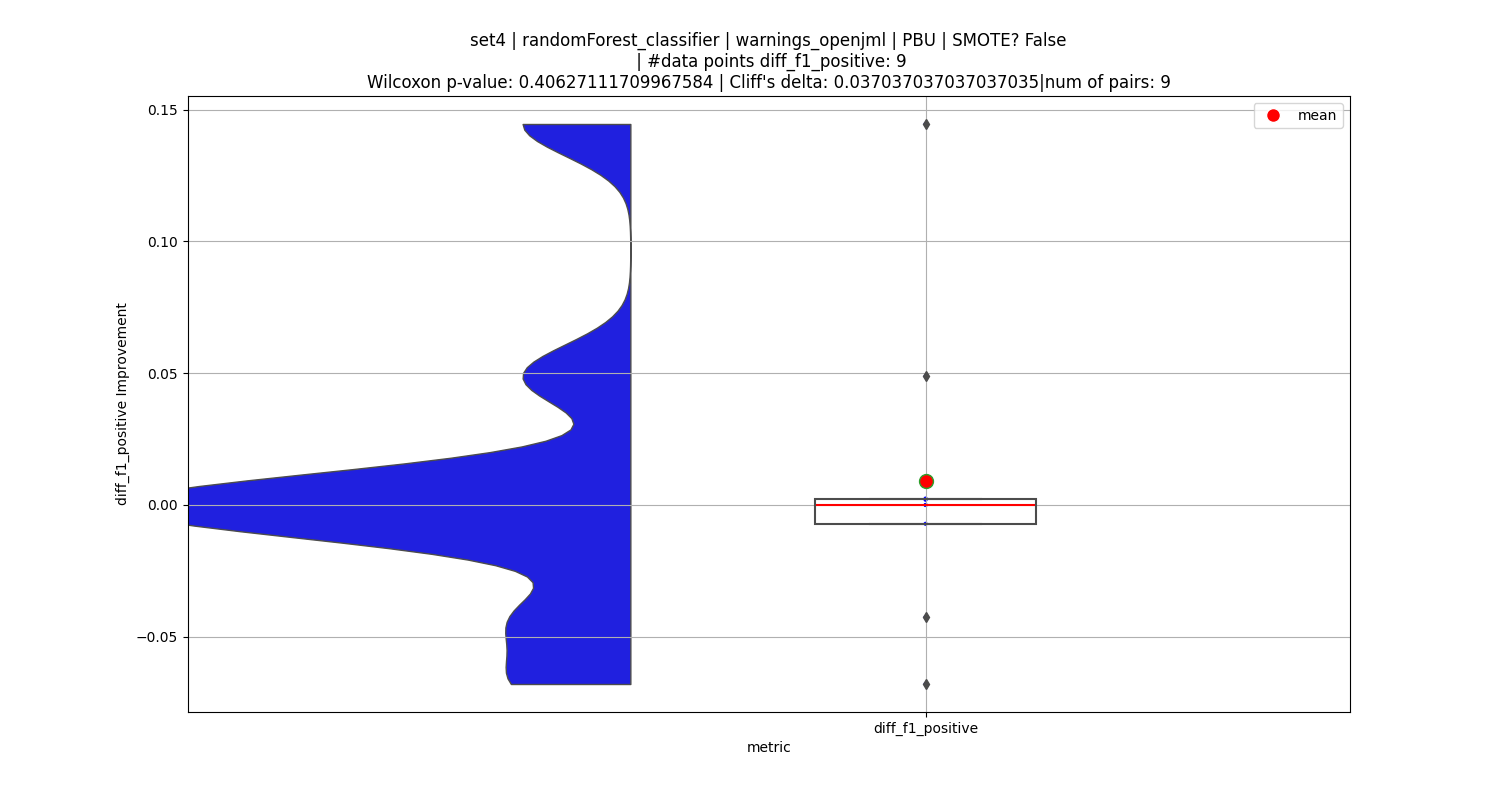 set4 | randomForest_classifier | warnings_openjml | PBU | SMOTE? False
| #data points diff_f1_positive: 9
Wilcoxon p-value: 0.40627111709967584 | Cliff's delta: 0.037037037037037035|num of pairs: 9
mean
0.15
0.10
0.05
0.00
−0.05
diff_f1_positive Improvement
diff_f1_positive
metric